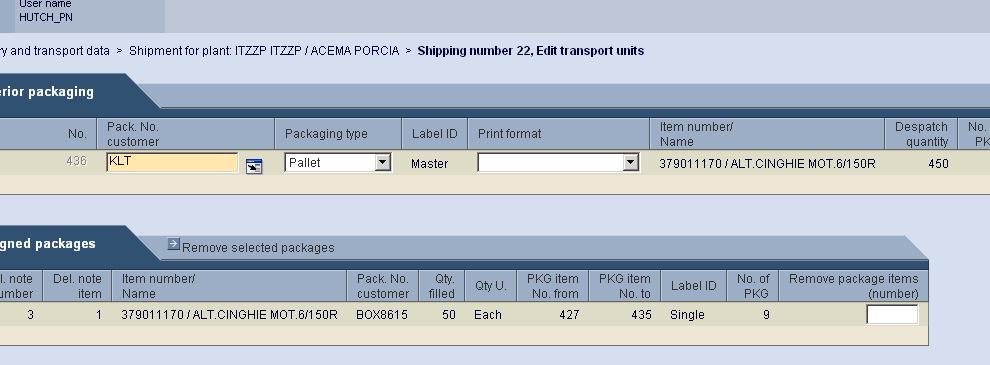 User name
HUTCH_PN
ry and transport data > Shipment for plant: ITZZP ITZZP / ACEMA PORCIA > Shipping number 22, Edit transport units
erior packaging
No. Pack. No. customer Packaging type Label ID Print format Item number/ Name Despatch quantity No. PK
436 KLT Pallet Master 379011170 / ALT.CINGHIE MOT.6/150R 450
gned packages Remove selected packages
l. note umber Del. note item Item number/ Name Pack. No. customer Qty. filled Qty U. PKG item No. from PKG item No. to Label ID No. of PKG Remove package items (number)
3 1 379011170 / ALT.CINGHIE MOT.6/150R BOX8615 50 Each 427 435 Single 9